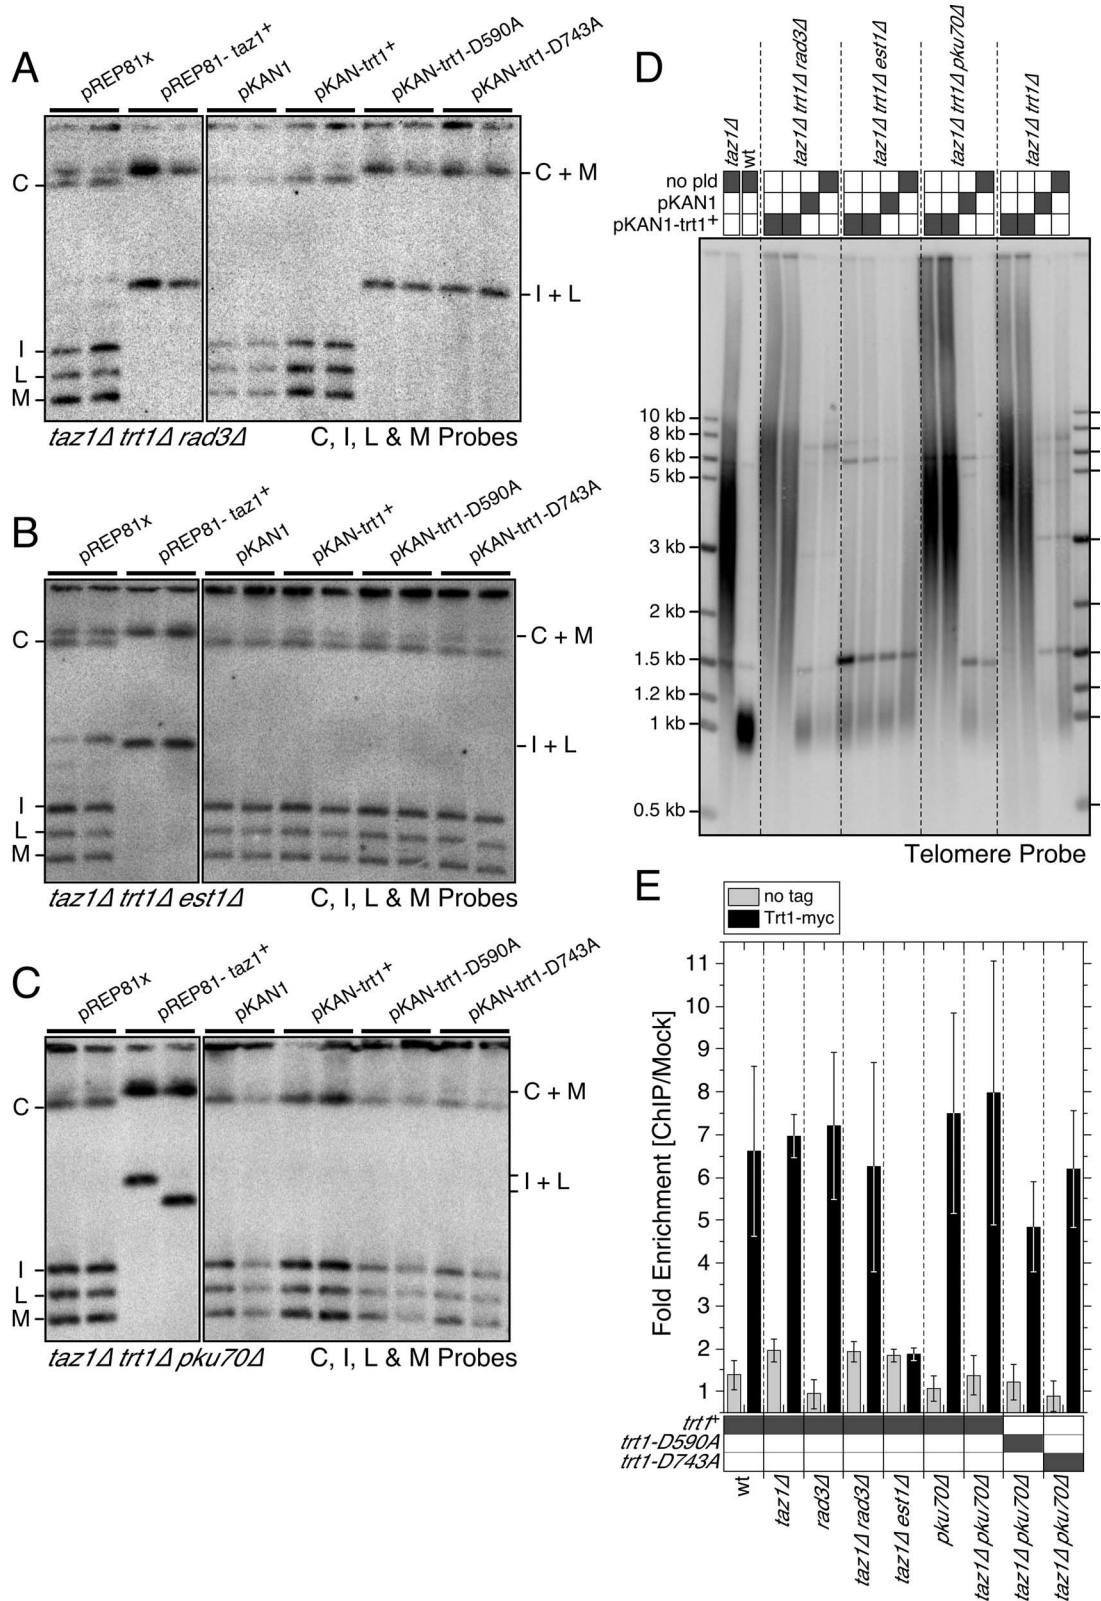 A
pREP81x
pREP81- taz1+
pKAN1
pKAN-trt1+
pKAN-trt1-D590A
pKAN-trt1-D743A
C
C + M
I + L
I
L
M
taz1Δ trt1Δ rad3Δ
C, I, L & M Probes
B
pREP81x
pREP81- taz1+
pKAN1
pKAN-trt1+
pKAN-trt1-D590A
pKAN-trt1-D743A
C
C + M
I + L
I
L
M
taz1Δ trt1Δ est1Δ
C, I, L & M Probes
C
pREP81x
pREP81- taz1+
pKAN1
pKAN-trt1+
pKAN-trt1-D590A
pKAN-trt1-D743A
C
C + M
I + L
I
L
M
taz1Δ trt1Δ pku70Δ
C, I, L & M Probes
D
taz1Δ
wt
taz1Δ trt1Δ rad3Δ
taz1Δ trt1Δ est1Δ
taz1Δ trt1Δ pku70Δ
taz1Δ trt1Δ
no pld
pKAN1
pKAN1-trt1+
10 kb
8 kb
6 kb
5 kb
3 kb
2 kb
1.5 kb
1.2 kb
1 kb
0.5 kb
Telomere Probe
E
no tag
Trt1-myc
Fold Enrichment [ChIP/Mock]
11
10
9
8
7
6
5
4
3
2
1
trt1+
trt1-D590A
trt1-D743A
wt
taz1Δ
rad3Δ
taz1Δ rad3Δ
taz1Δ est1Δ
pku70Δ
taz1Δ pku70Δ
taz1Δ pku70Δ
taz1Δ pku70Δ